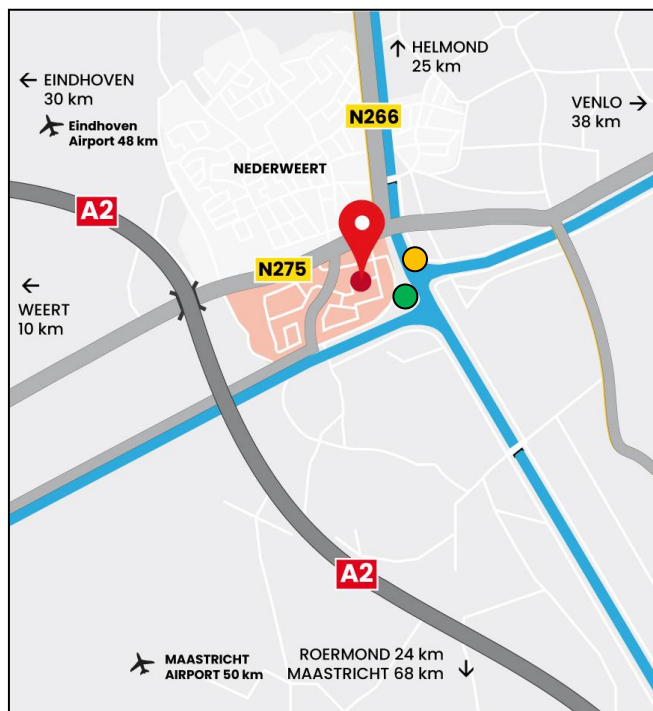 ← EINDHOVEN
30 km
Eindhoven
Airport 48 km
↑ HELMOND
25 km
VENLO →
38 km
N266
NEDERWEERT
A2
N275
←
WEERT
10 km
A2
MAASTRICHT
AIRPORT 50 km
ROERMOND 24 km
MAASTRICHT 68 km ↓